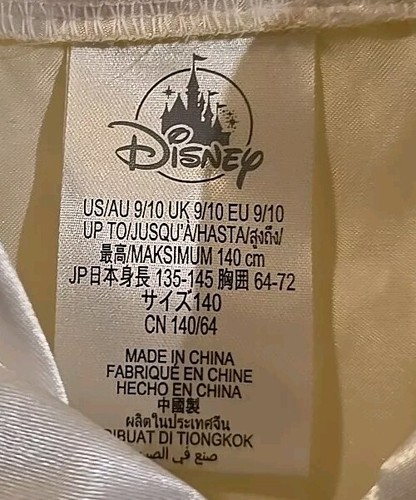 Disney
US/AU 9/10 UK 9/10 EU 9/10
UP TO/JUSQU'À/HASTA/สูงถึง/
最高/MAKSIMUM 140 cm
JP日本身長 135-145 胸囲 64-72
サイズ140
CN 140/64
MADE IN CHINA
FABRIQUÉ EN CHINE
HECHO EN CHINA
中國製
ผลิตในประเทศจีน
DIBUAT DI TIONGKOK
صنع في